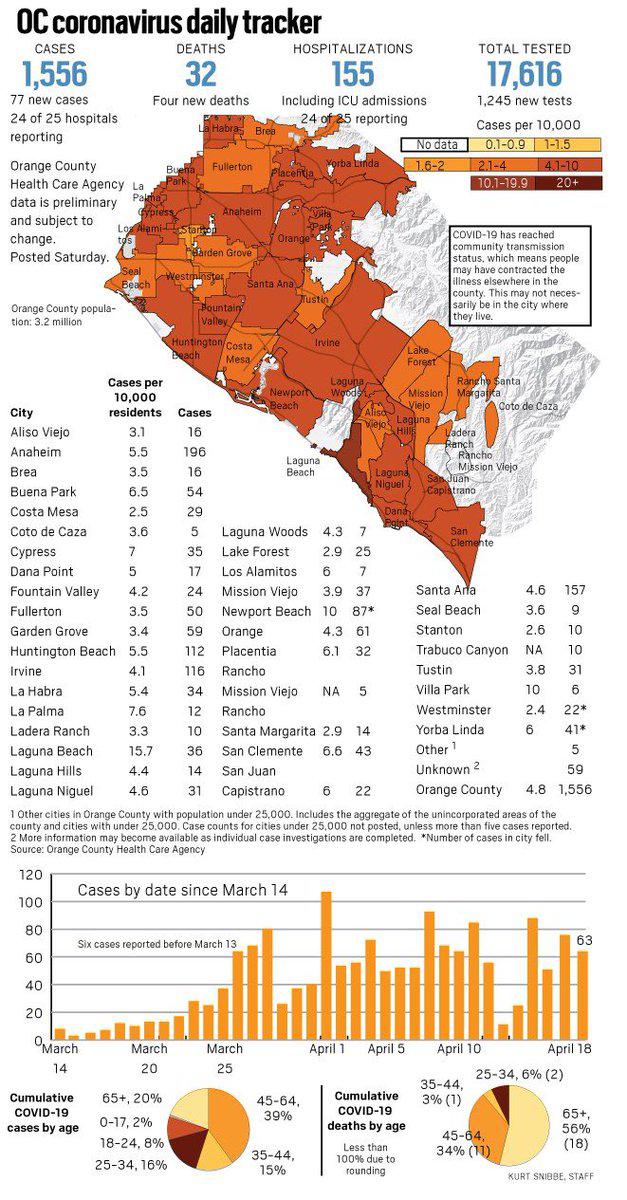 OC coronavirus daily tracker
CASES
1,556
77 new cases
24 of 25 hospitals
reporting
DEATHS
32
Four new deaths
HOSPITALIZATIONS
155
Including ICU admissions
24 of 25 reporting
TOTAL TESTED
17,616
1,245 new tests
Cases per 10,000
No data 0.1-0.9 1-1.5
1.6-2 2.1-4 4.1-10
10.1-19.9 20+
Orange County
Health Care Agency
data is preliminary
and subject to
change.
Posted Saturday.
Orange County popula-
tion: 3.2 million
COVID-19 has reached
community transmission
status, which means people
may have contracted the
illness elsewhere in the
county. This may not neces-
sarily be in the city where
they live.
La Habra
Brea
Fullerton
Placentia
Yorba Linda
Buena
Park
La
Palma
Cypress
Anaheim
Villa
Park
Orange
Los Alami-
tos
Stanton
Garden Grove
Seal
Beach
Westminster
Santa Ana
Tustin
Fountain
Valley
Huntington
Beach
Costa
Mesa
Irvine
Lake
Forest
Newport
Beach
Laguna
Woods
Mission
Viejo
Rancho Santa
Margarita
Coto de Caza
Aliso
Viejo
Laguna
Hills
Ladera
Ranch
Rancho
Mission Viejo
Laguna
Beach
Laguna
Niguel
San Juan
Capistrano
Dana
Point
San
Clemente
City Cases per 10,000 residents Cases
Aliso Viejo 3.1 16
Anaheim 5.5 196
Brea 3.5 16
Buena Park 6.5 54
Costa Mesa 2.5 29
Coto de Caza 3.6 5
Cypress 7 35
Dana Point 5 17
Fountain Valley 4.2 24
Fullerton 3.5 50
Garden Grove 3.4 59
Huntington Beach 5.5 112
Irvine 4.1 116
La Habra 5.4 34
La Palma 7.6 12
Ladera Ranch 3.3 10
Laguna Beach 15.7 36
Laguna Hills 4.4 14
Laguna Niguel 4.6 31
Laguna Woods 4.3 7
Lake Forest 2.9 25
Los Alamitos 6 7
Mission Viejo 3.9 37
Newport Beach 10 87*
Orange 4.3 61
Placentia 6.1 32
Rancho
Mission Viejo NA 5
Rancho
Santa Margarita 2.9 14
San Clemente 6.6 43
San Juan
Capistrano 6 22
Santa Ana 4.6 157
Seal Beach 3.6 9
Stanton 2.6 10
Trabuco Canyon NA 10
Tustin 3.8 31
Villa Park 10 6
Westminster 2.4 22*
Yorba Linda 6 41*
Other 1 5
Unknown 2 59
Orange County 4.8 1,556
1 Other cities in Orange County with population under 25,000. Includes the aggregate of the unincorporated areas of the
county and cities with under 25,000. Case counts for cities under 25,000 not posted, unless more than five cases reported.
2 More information may become available as individual case investigations are completed. *Number of cases in city fell.
Source: Orange County Health Care Agency
Cases by date since March 14
Six cases reported before March 13
120
100
80
60
40
20
0
63
March
14
March
20
March
25
April 1
April 5
April 10
April 18
Cumulative
COVID-19
cases by age
65+, 20%
0-17, 2%
18-24, 8%
25-34, 16%
45-64,
39%
35-44,
15%
Cumulative
COVID-19
deaths by age
Less than
100% due to
rounding
25-34, 6% (2)
35-44,
3% (1)
45-64,
34% (11)
65+,
56%
(18)
KURT SNIBBE, STAFF